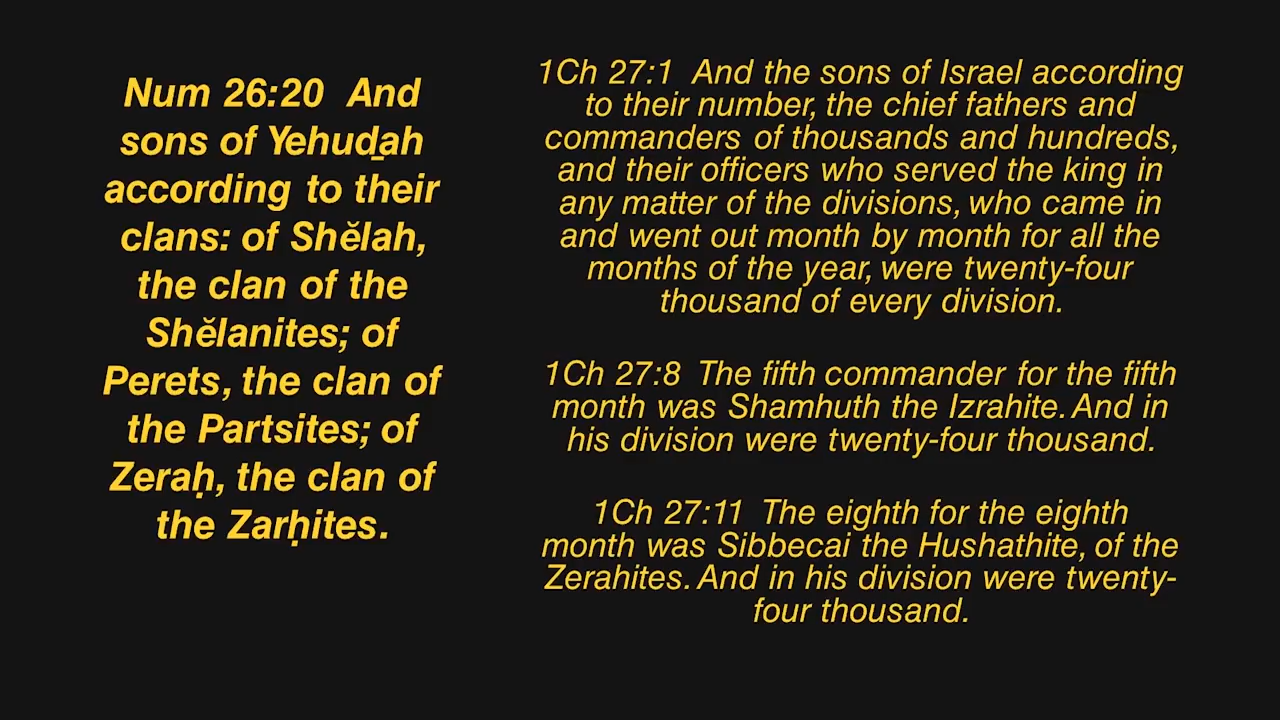 Num 26:20  And
sons of Yehuḏah
according to their
clans: of Shĕlah,
the clan of the
Shĕlanites; of
Perets, the clan of
the Partsites; of
Zeraḥ, the clan of
the Zarḥites.
1Ch 27:1  And the sons of Israel according
to their number, the chief fathers and
commanders of thousands and hundreds,
and their officers who served the king in
any matter of the divisions, who came in
and went out month by month for all the
months of the year, were twenty-four
thousand of every division.
1Ch 27:8  The fifth commander for the fifth
month was Shamhuth the Izrahite. And in
his division were twenty-four thousand.
1Ch 27:11  The eighth for the eighth
month was Sibbecai the Hushathite, of the
Zerahites. And in his division were twenty-
four thousand.